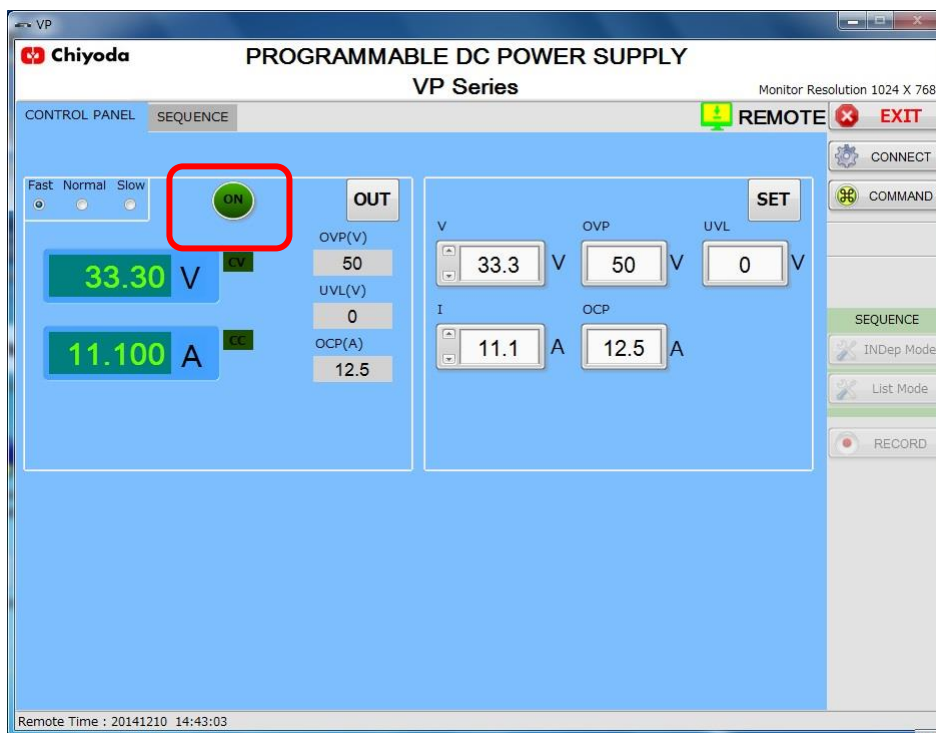 VP
Chiyoda
PROGRAMMABLE DC POWER SUPPLY
VP Series
Monitor Resolution 1024 X 768
CONTROL PANEL SEQUENCE
REMOTE
EXIT
CONNECT
COMMAND
Fast Normal Slow
ON
OUT
OVP(V)
50
UVL(V)
0
OCP(A)
12.5
33.30 V CV
11.100 A CC
SET
V OVP UVL
33.3 V 50 V 0 V
I OCP
11.1 A 12.5 A
SEQUENCE
INDep Mode
List Mode
RECORD
Remote Time : 20141210 14:43:03